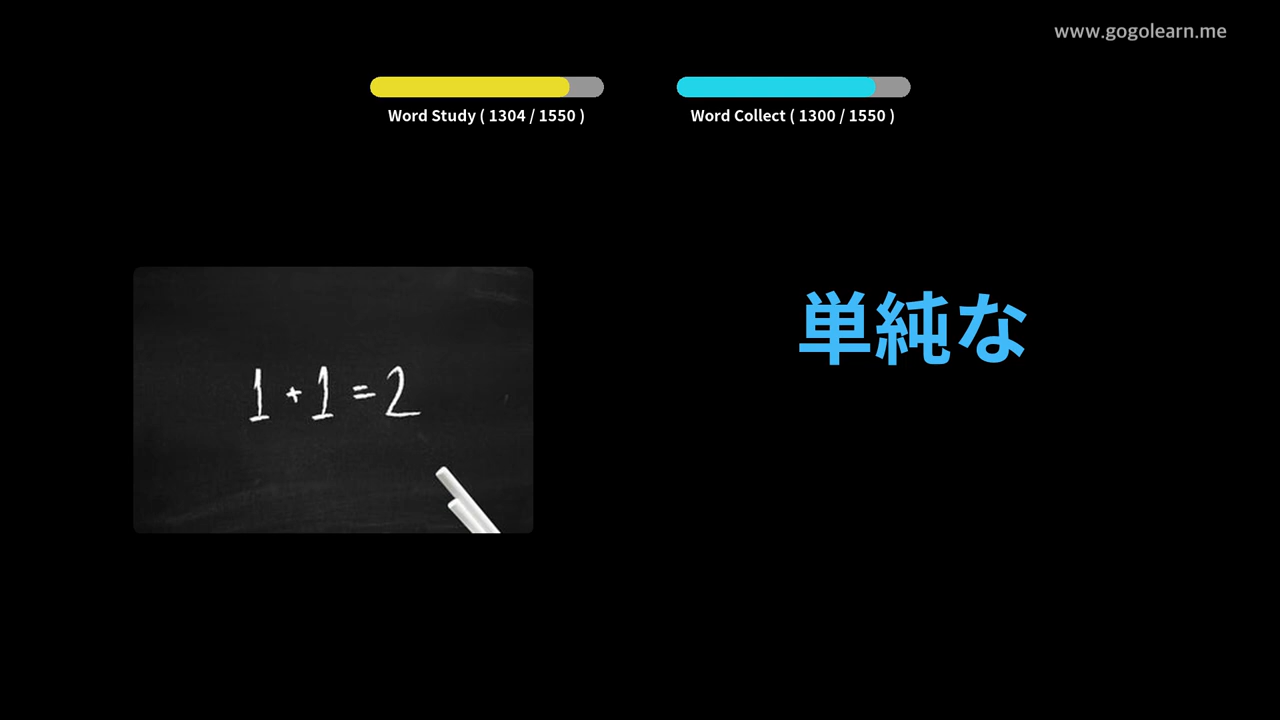 www.gogolearn.me
Word Study ( 1304 / 1550 )
Word Collect ( 1300 / 1550 )
1 + 1 = 2
単純な